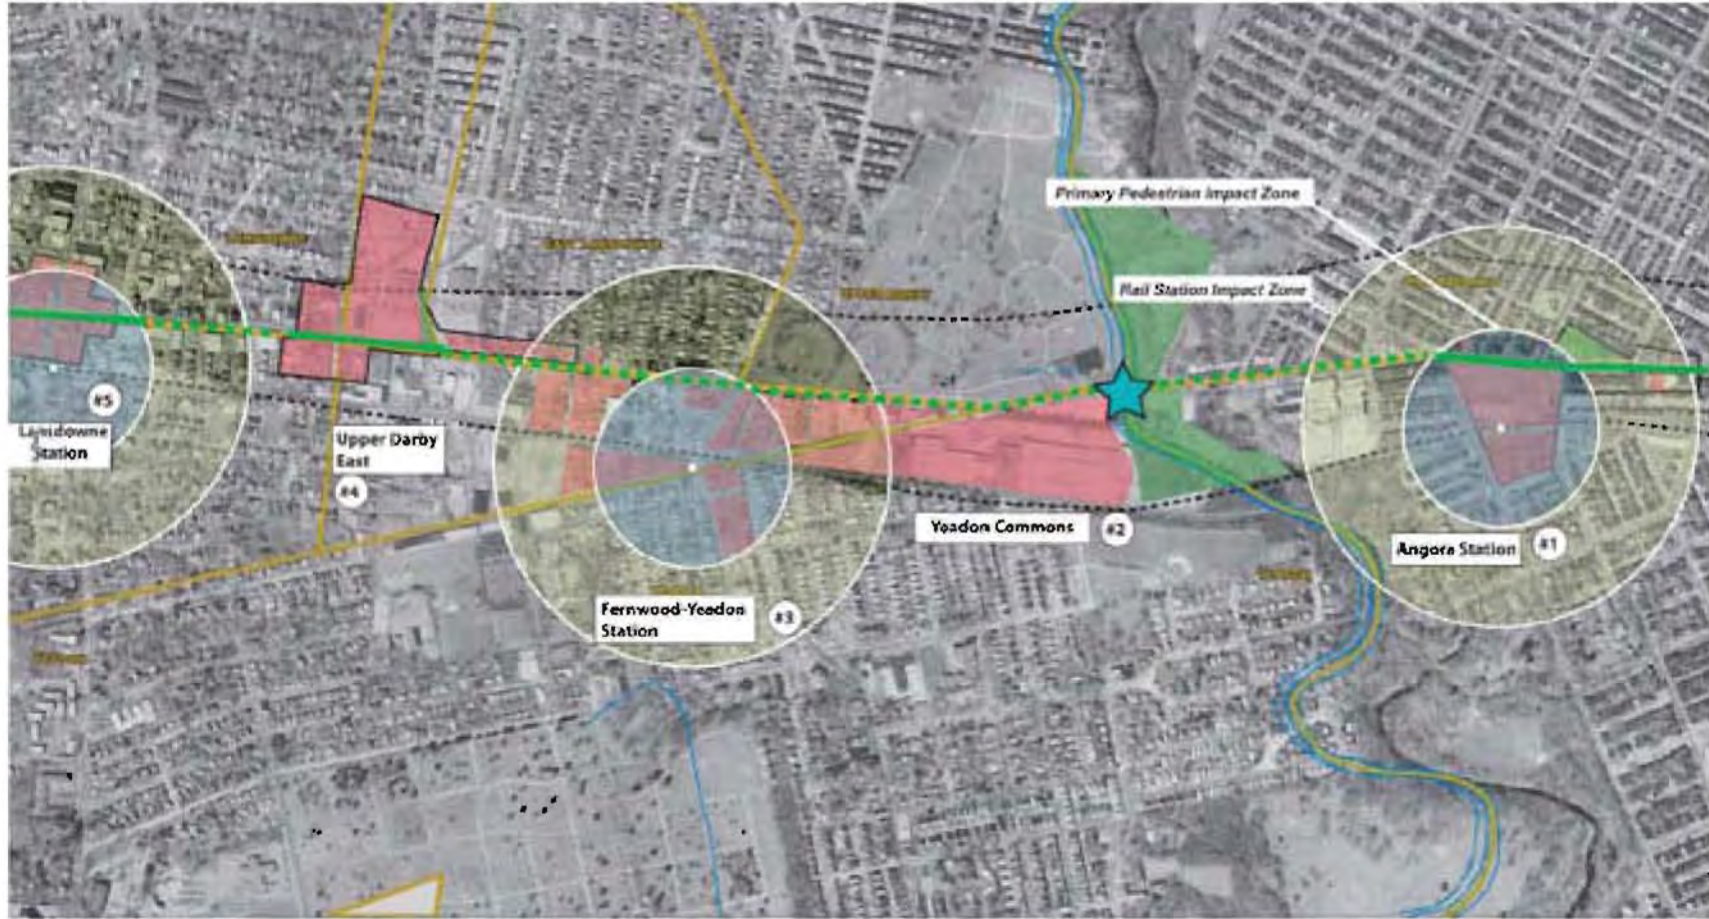 Primary Pedestrian Impact Zone
Rail Station Impact Zone
#5
Lansdowne
Station
Upper Darby
East
#4
Yeadon Commons
#2
Angora Station
#1
Fernwood-Yeadon
Station
#3